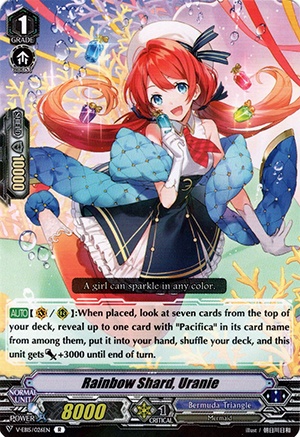 1
GRADE
BOOST
SHIELD
10000
A girl can sparkle in any color.
AUTO [ / ]:When placed, look at seven cards from the top of
your deck, reveal up to one card with "Pacifica" in its card name
from among them, put it into your hand, shuffle your deck, and this
unit gets +3000 until end of turn.
Rainbow Shard, Uranie
NORMAL
UNIT
POWER
8000
1
CRITICAL
Bermuda Triangle
Mermaid
V-EB15/026EN R